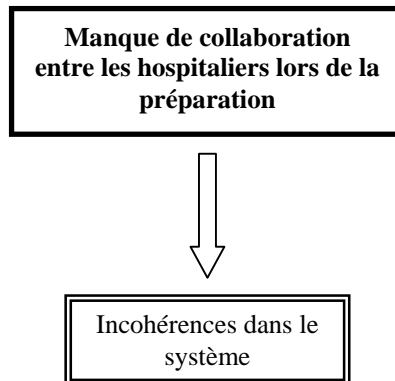 Manque de collaboration
entre les hospitaliers lors de la
préparation
Incohérences dans le
système